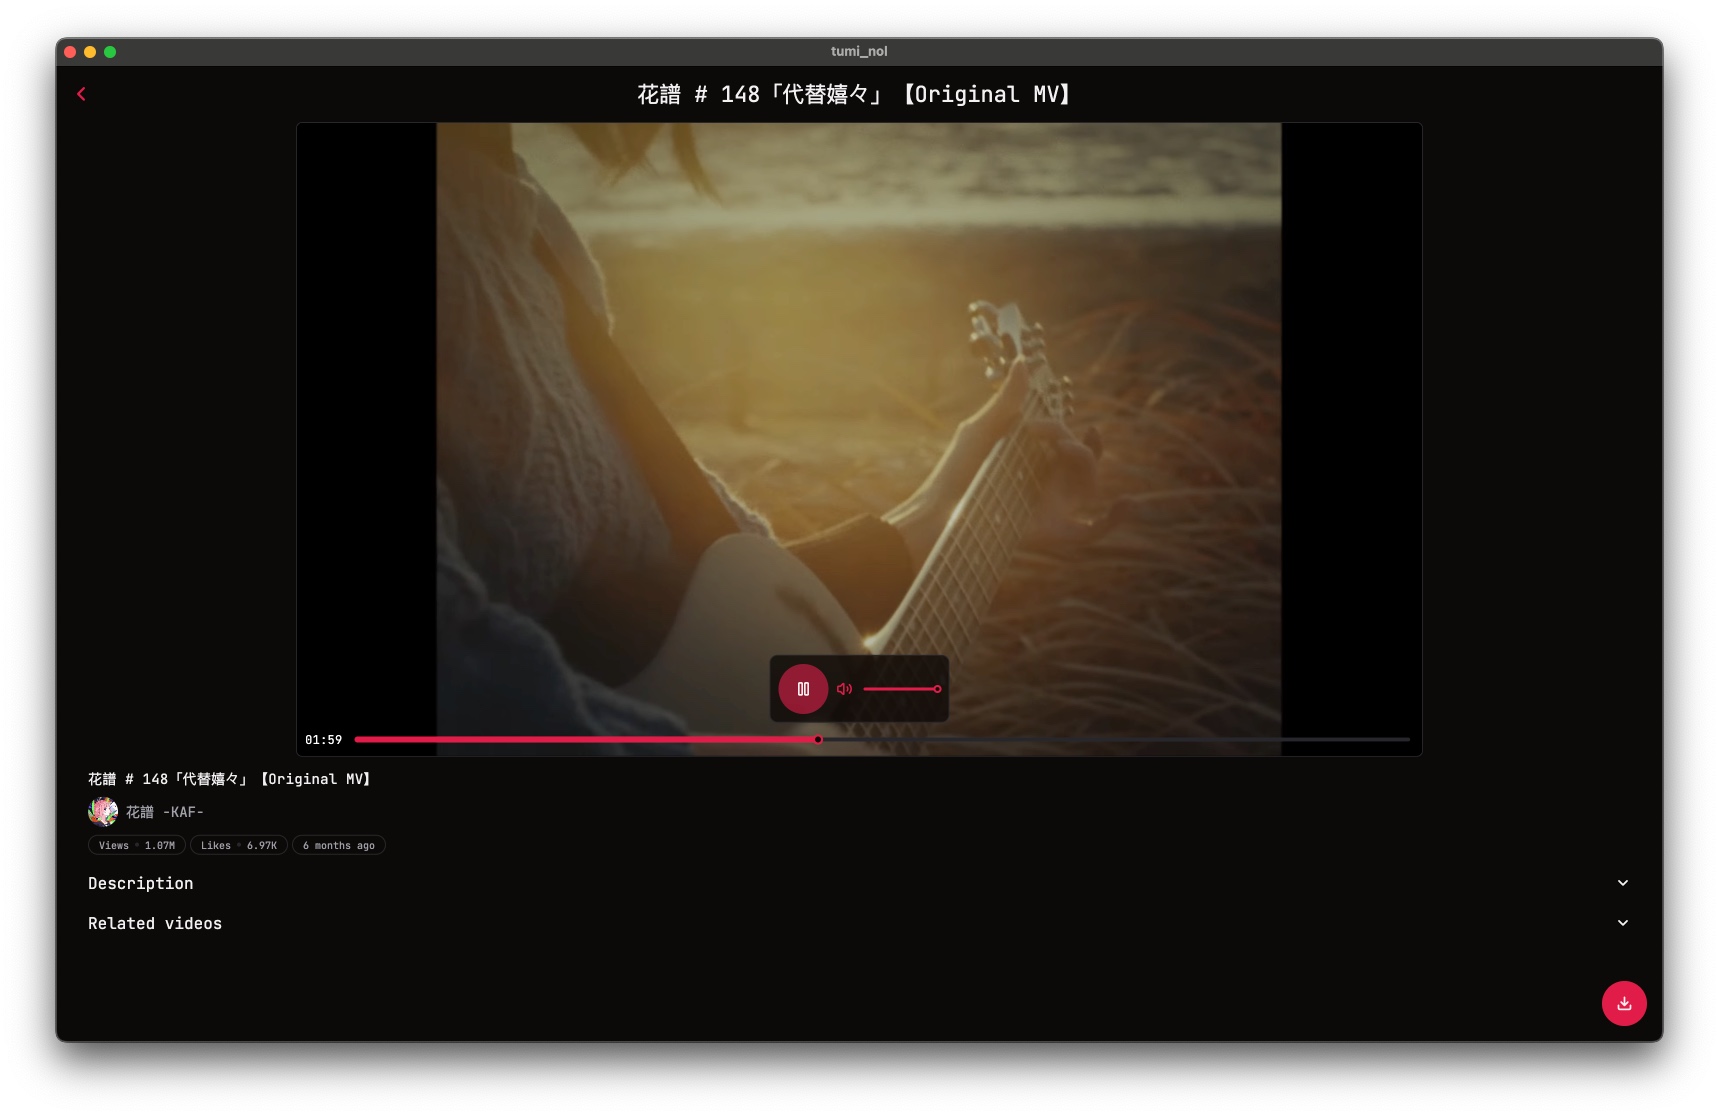 tumi_nol
花譜 # 148「代替嬉々」【Original MV】
01:59
花譜 # 148「代替嬉々」【Original MV】
花譜 -KAF-
Views • 1.07M Likes • 6.97K 6 months ago
Description
Related videos